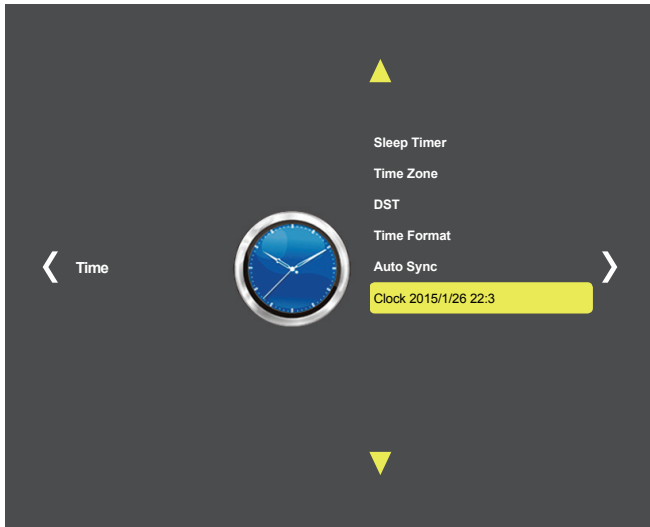 Sleep Timer
Time Zone
DST
Time Format
Time
Auto Sync
Clock 2015/1/26 22:3